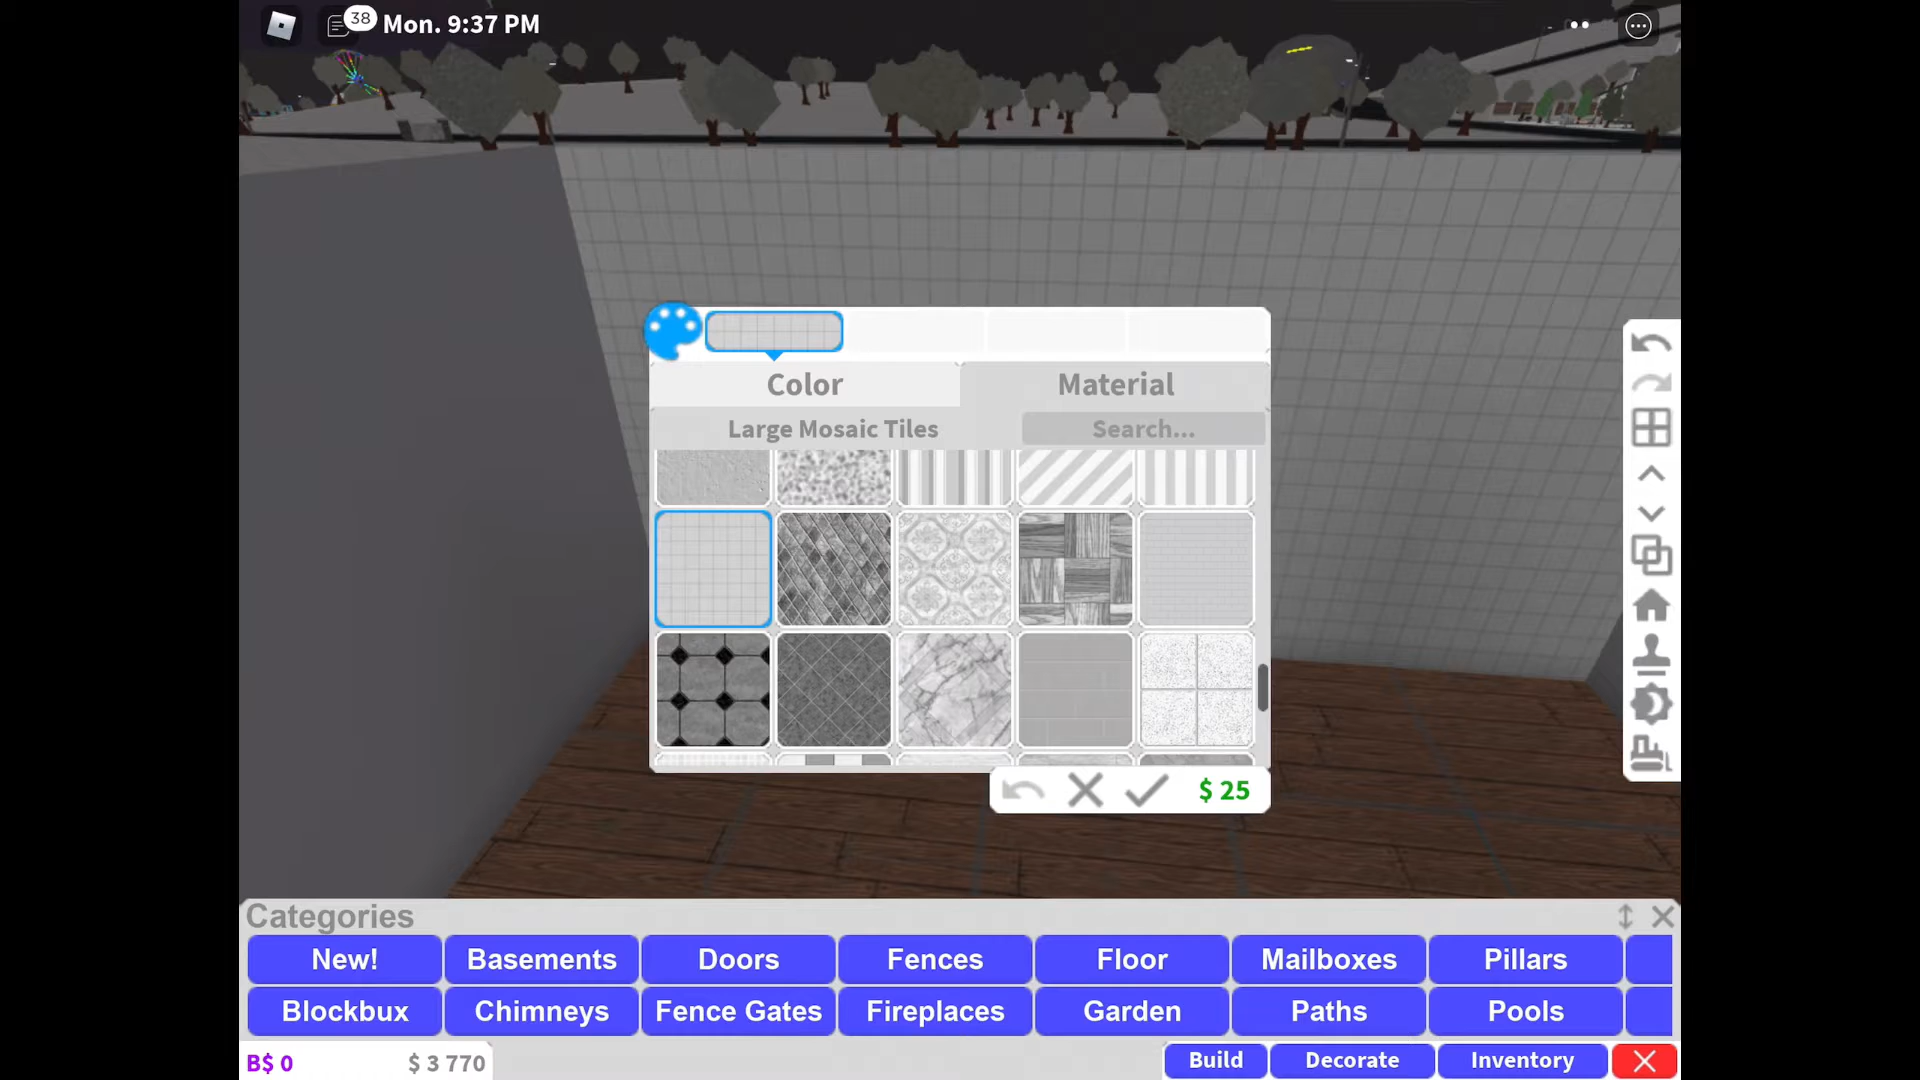 38
Mon. 9:37 PM
Color
Material
Large Mosaic Tiles
Search...
$ 25
Categories
New!
Basements
Doors
Fences
Floor
Mailboxes
Pillars
Blockbux
Chimneys
Fence Gates
Fireplaces
Garden
Paths
Pools
B$ 0
$ 3 770
Build
Decorate
Inventory